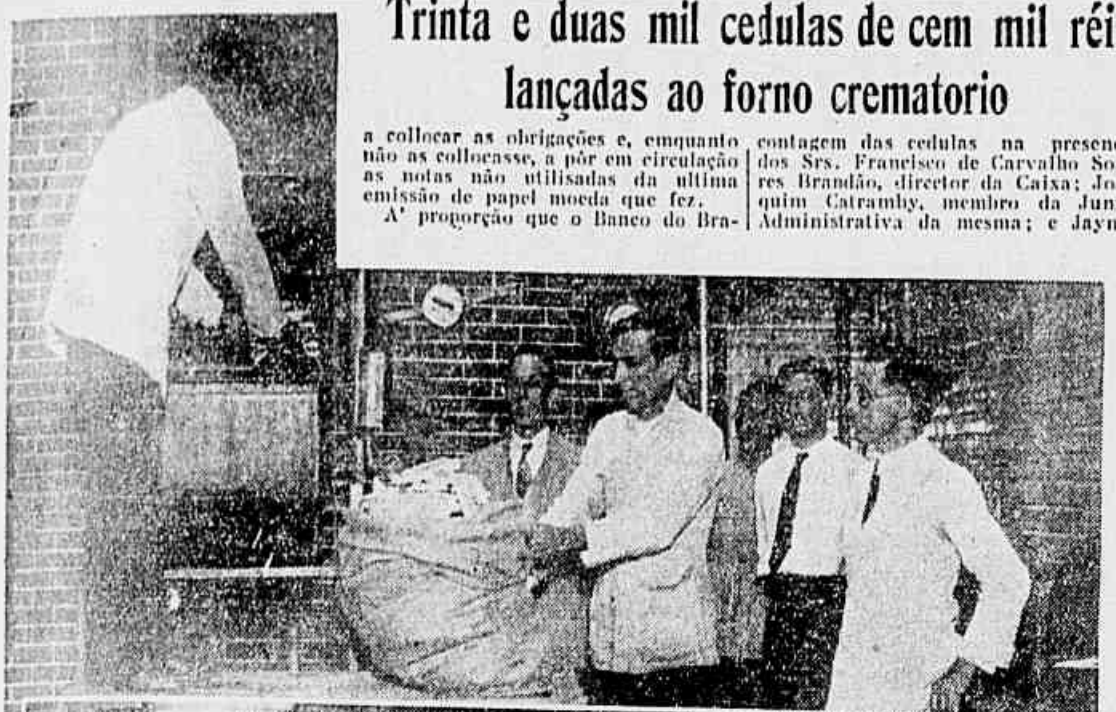 Trinta e duas mil cedulas de cem mil réi
lançadas ao forno crematorio
a collocar as obrigações e, emquanto
não as collocasse, a pôr em circulação
as notas não utilisadas da ultima
emissão de papel moeda que fez.
A' proporção que o Banco do Bra-
contagem das cedulas na presenç
dos Srs. Francisco de Carvalho So
res Brandão, director da Caixa; Jo
quim Catramby, membro da Jun
Administrativa da mesma; e Jaym